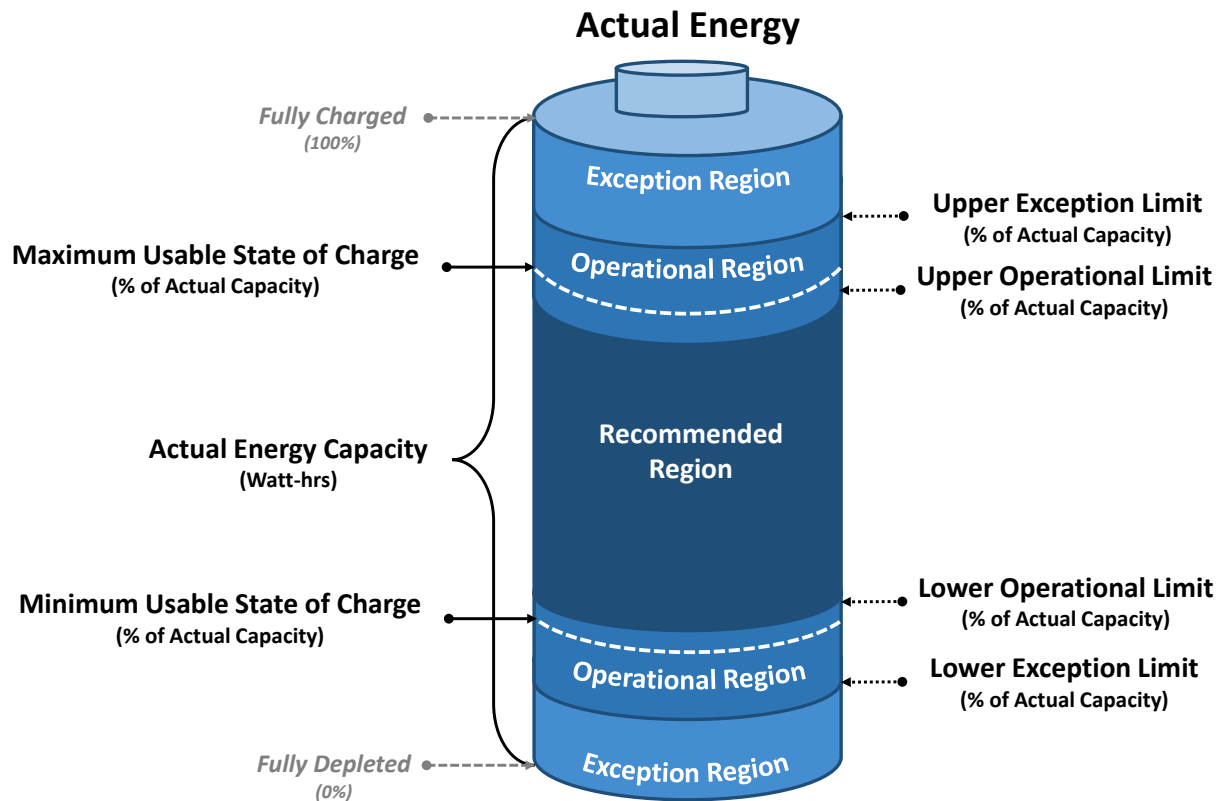 Actual Energy
Fully Charged
(100%)
Exception Region
Upper Exception Limit
(% of Actual Capacity)
Maximum Usable State of Charge
(% of Actual Capacity)
Operational Region
Upper Operational Limit
(% of Actual Capacity)
Actual Energy Capacity
(Watt-hrs)
Recommended
Region
Lower Operational Limit
(% of Actual Capacity)
Minimum Usable State of Charge
(% of Actual Capacity)
Operational Region
Lower Exception Limit
(% of Actual Capacity)
Fully Depleted
(0%)
Exception Region